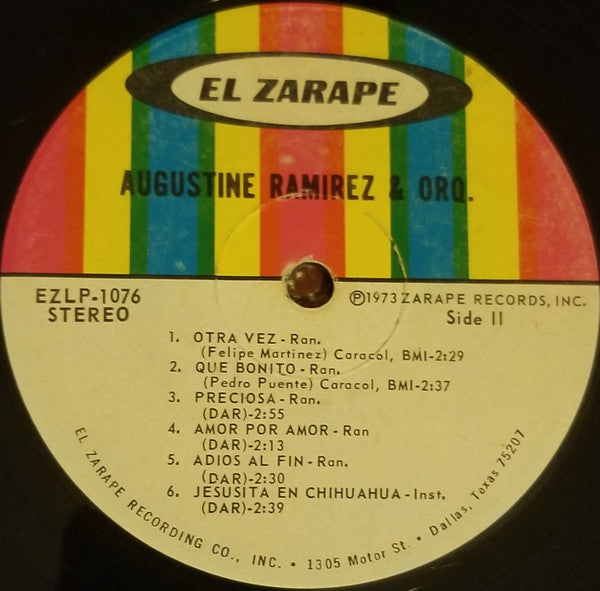 EL ZARAPE
AUGUSTINE RAMIREZ & ORQ.
EZLP-1076
STEREO
Ⓟ1973 ZARAPE RECORDS, INC.
Side II
1. OTRA VEZ - Ran.
(Felipe Martinez) Caracol, BMI-2:29
2. QUE BONITO - Ran.
(Pedro Puente) Caracol, BMI-2:37
3. PRECIOSA - Ran.
(DAR)-2:55
4. AMOR POR AMOR - Ran
(DAR)-2:13
5. ADIOS AL FIN - Ran.
(DAR)-2:30
6. JESUSITA EN CHIHUAHUA - Inst.
(DAR)-2:39
EL ZARAPE RECORDING CO., INC. • 1305 Motor St. • Dallas, Texas 75207